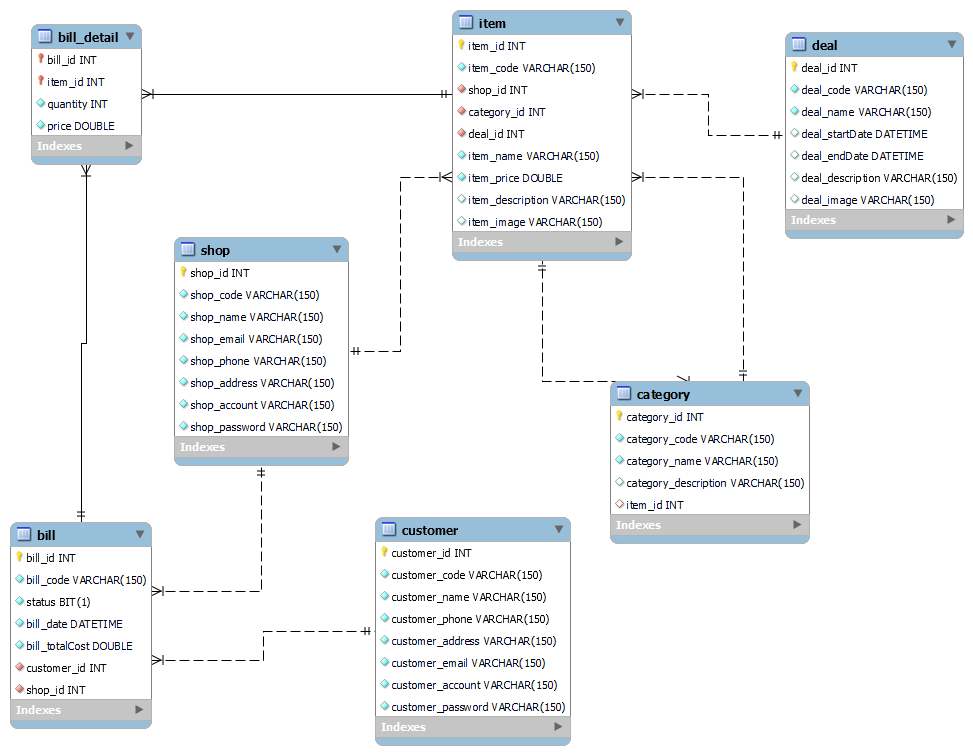 bill_detail
bill_id INT
item_id INT
quantity INT
price DOUBLE
Indexes
item
item_id INT
item_code VARCHAR(150)
shop_id INT
category_id INT
deal_id INT
item_name VARCHAR(150)
item_price DOUBLE
item_description VARCHAR(150)
item_image VARCHAR(150)
Indexes
deal
deal_id INT
deal_code VARCHAR(150)
deal_name VARCHAR(150)
deal_startDate DATETIME
deal_endDate DATETIME
deal_description VARCHAR(150)
deal_image VARCHAR(150)
Indexes
shop
shop_id INT
shop_code VARCHAR(150)
shop_name VARCHAR(150)
shop_email VARCHAR(150)
shop_phone VARCHAR(150)
shop_address VARCHAR(150)
shop_account VARCHAR(150)
shop_password VARCHAR(150)
Indexes
category
category_id INT
category_code VARCHAR(150)
category_name VARCHAR(150)
category_description VARCHAR(150)
item_id INT
Indexes
bill
bill_id INT
bill_code VARCHAR(150)
status BIT(1)
bill_date DATETIME
bill_totalCost DOUBLE
customer_id INT
shop_id INT
Indexes
customer
customer_id INT
customer_code VARCHAR(150)
customer_name VARCHAR(150)
customer_phone VARCHAR(150)
customer_address VARCHAR(150)
customer_email VARCHAR(150)
customer_account VARCHAR(150)
customer_password VARCHAR(150)
Indexes